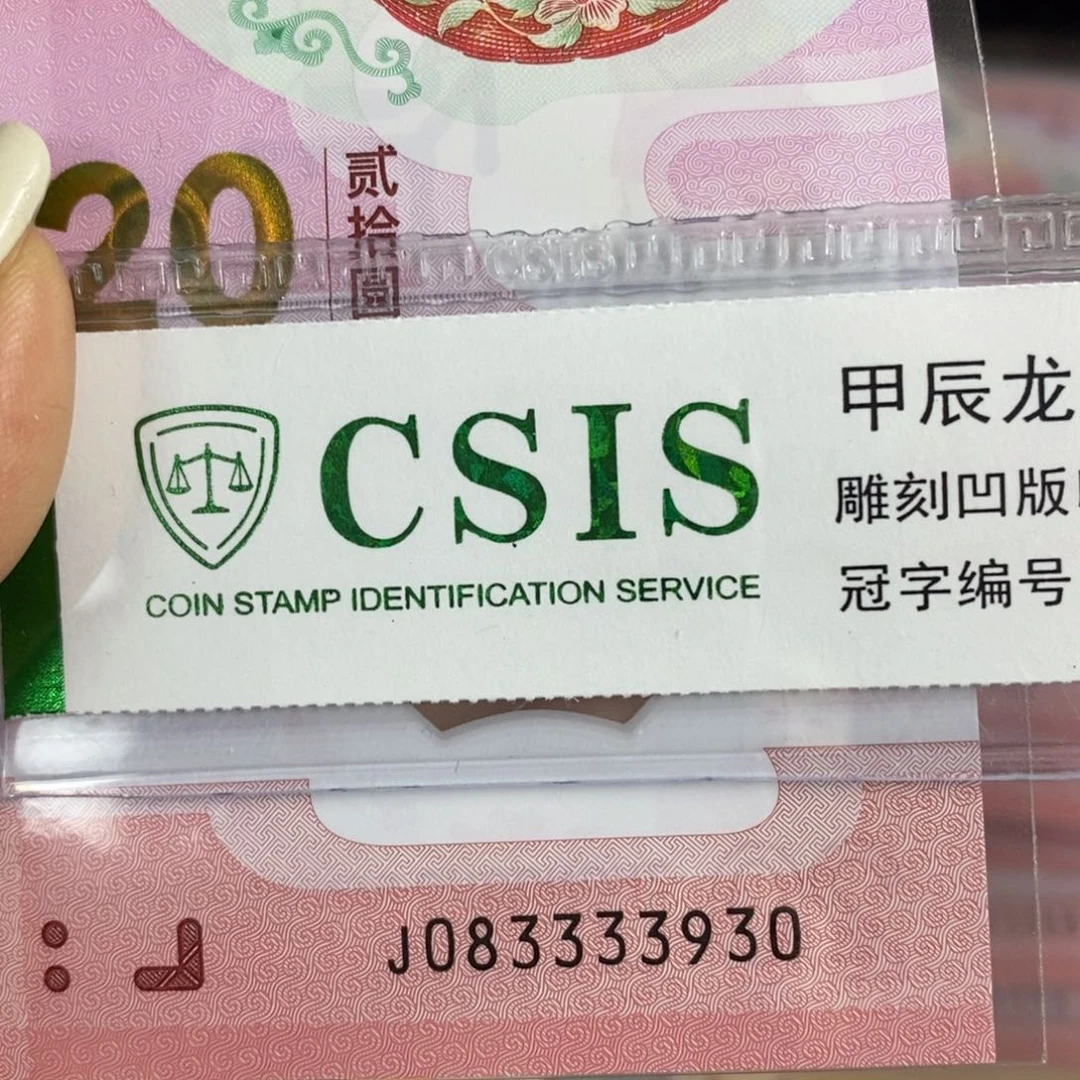 20
贰拾圆
CSIS
CSIS
COIN STAMP IDENTIFICATION SERVICE
甲辰龙
雕刻凹版
冠字编号
J083333930